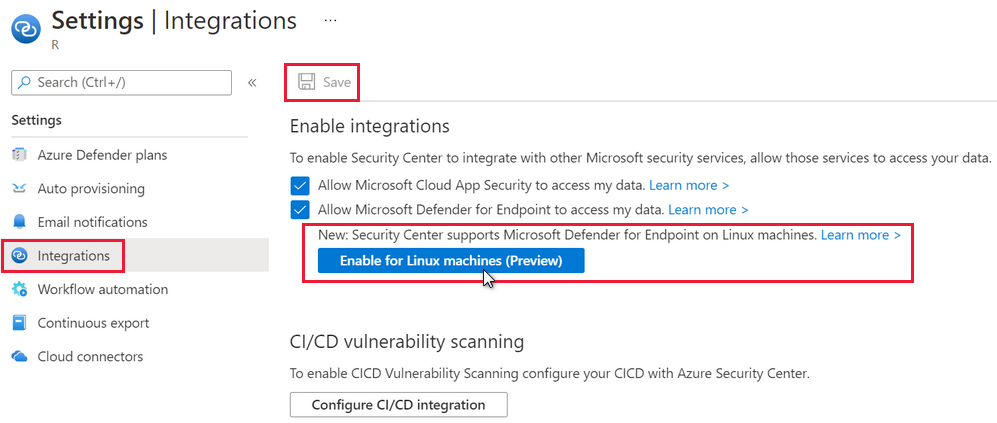 Settings | Integrations ...
R
Search (Ctrl+/) «
Settings
Azure Defender plans
Auto provisioning
Email notifications
Integrations
Workflow automation
Continuous export
Cloud connectors
Save
Enable integrations
To enable Security Center to integrate with other Microsoft security services, allow those services to access your data.
Allow Microsoft Cloud App Security to access my data. Learn more >
Allow Microsoft Defender for Endpoint to access my data. Learn more >
New: Security Center supports Microsoft Defender for Endpoint on Linux machines. Learn more >
Enable for Linux machines (Preview)
CI/CD vulnerability scanning
To enable CICD Vulnerability Scanning configure your CICD with Azure Security Center.
Configure CI/CD integration